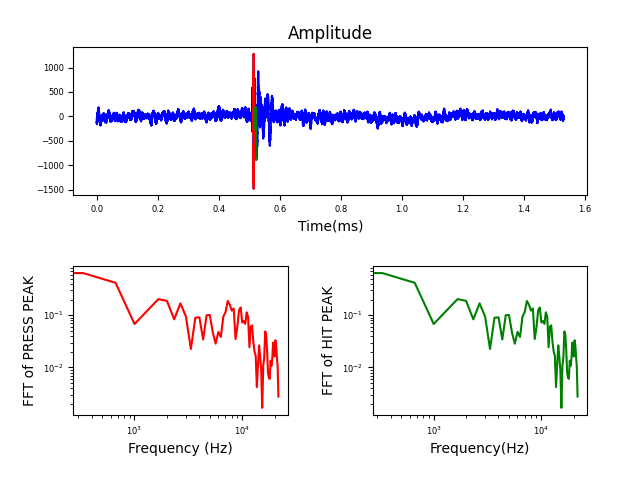 Amplitude
1000
500
0
−500
−1000
−1500
0.0 0.2 0.4 0.6 0.8 1.0 1.2 1.4 1.6
Time(ms)
FFT of PRESS PEAK
10⁻¹
10⁻²
10³ 10⁴
Frequency (Hz)
FFT of HIT PEAK
10⁻¹
10⁻²
10³ 10⁴
Frequency(Hz)